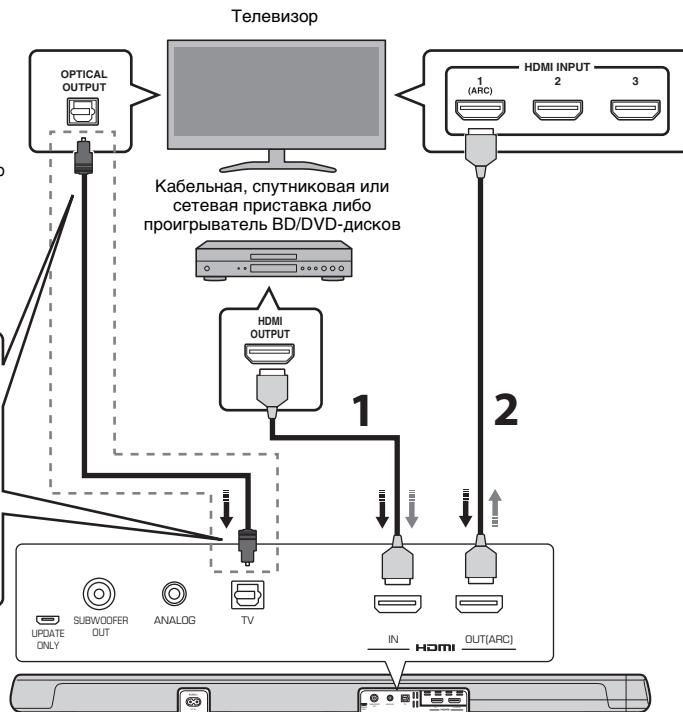 Телевизор
OPTICAL
OUTPUT
HDMI INPUT
1
(ARC)
2
3
Кабельная, спутниковая или
сетевая приставка либо
проигрыватель BD/DVD-дисков
HDMI
OUTPUT
1
2
UPDATE
ONLY
SUBWOOFER
OUT
ANALOG
TV
IN
HDMI
OUT(ARC)